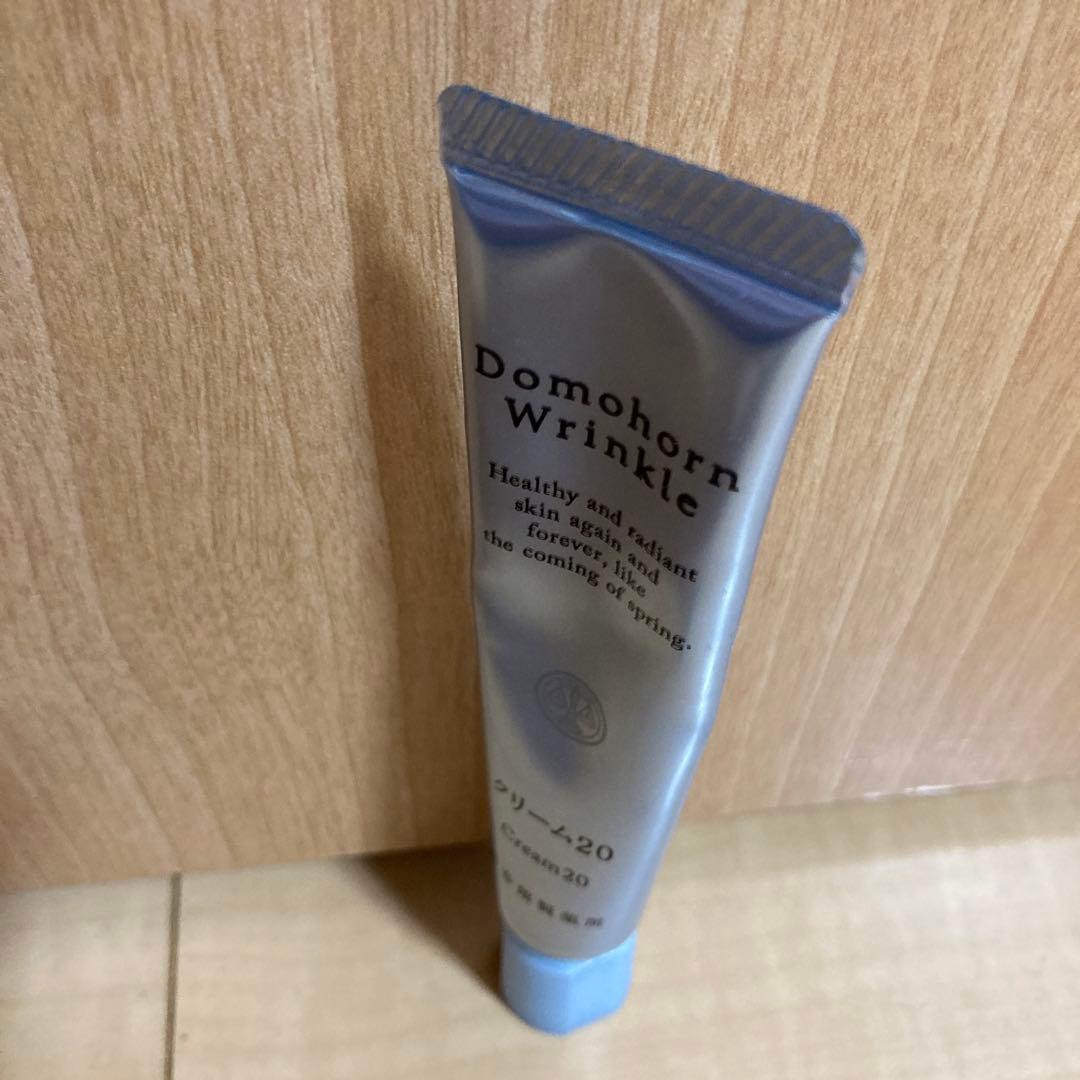 Domohorn
Wrinkle
Healthy and radiant
skin again and
forever, like
the coming of spring.
クリーム20
Cream20